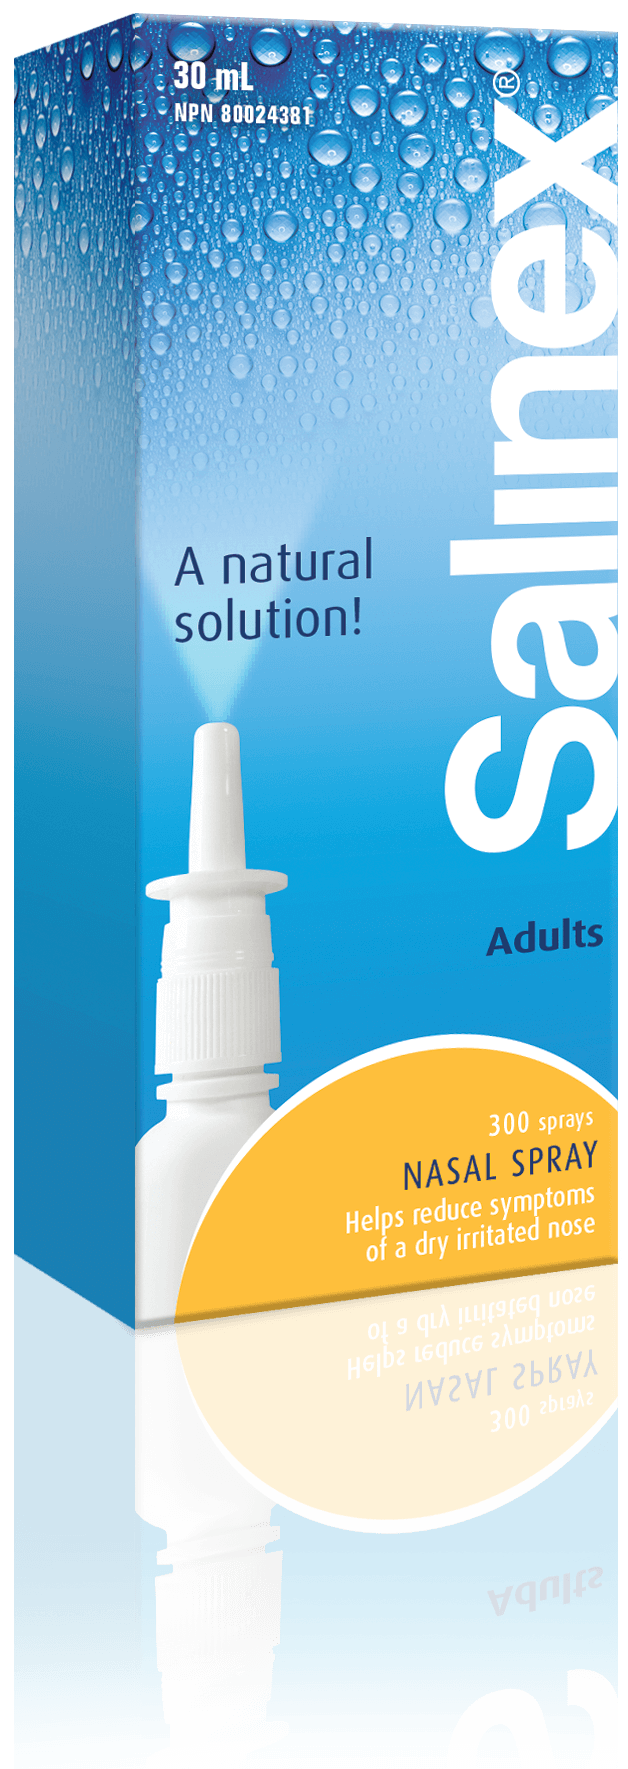 30 mL
NPN 80024381
Salinex®
A natural
solution!
Adults
300 sprays
NASAL SPRAY
Helps reduce symptoms
of a dry irritated nose